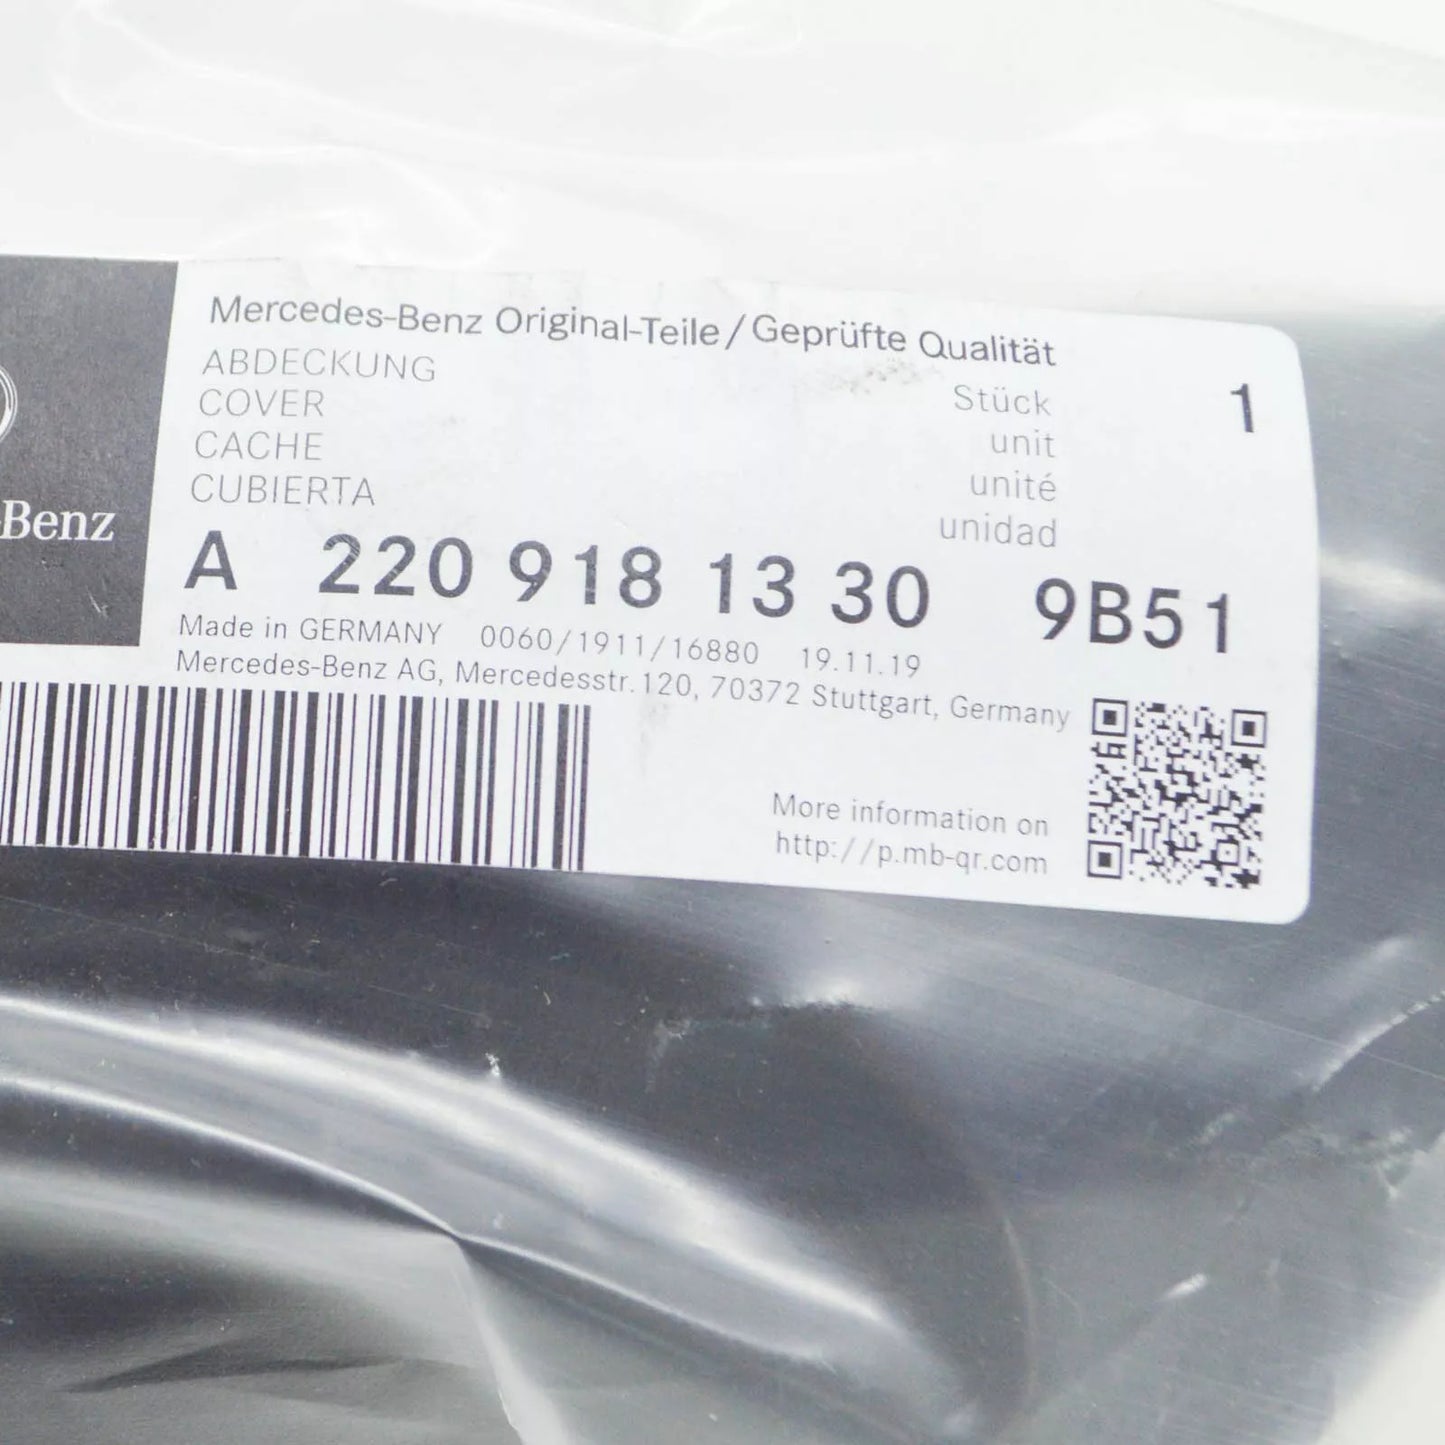 Mercedes-Benz Original-Teile/Geprüfte Qualität
ABDECKUNG
COVER
CACHE
CUBIERTA
Stück
unit
unité
unidad
1
-Benz
A 220 918 13 30 9B51
Made in GERMANY 0060/1911/16880 19.11.19
Mercedes-Benz AG, Mercedesstr. 120, 70372 Stuttgart, Germany
More information on
http://p.mb-qr.com